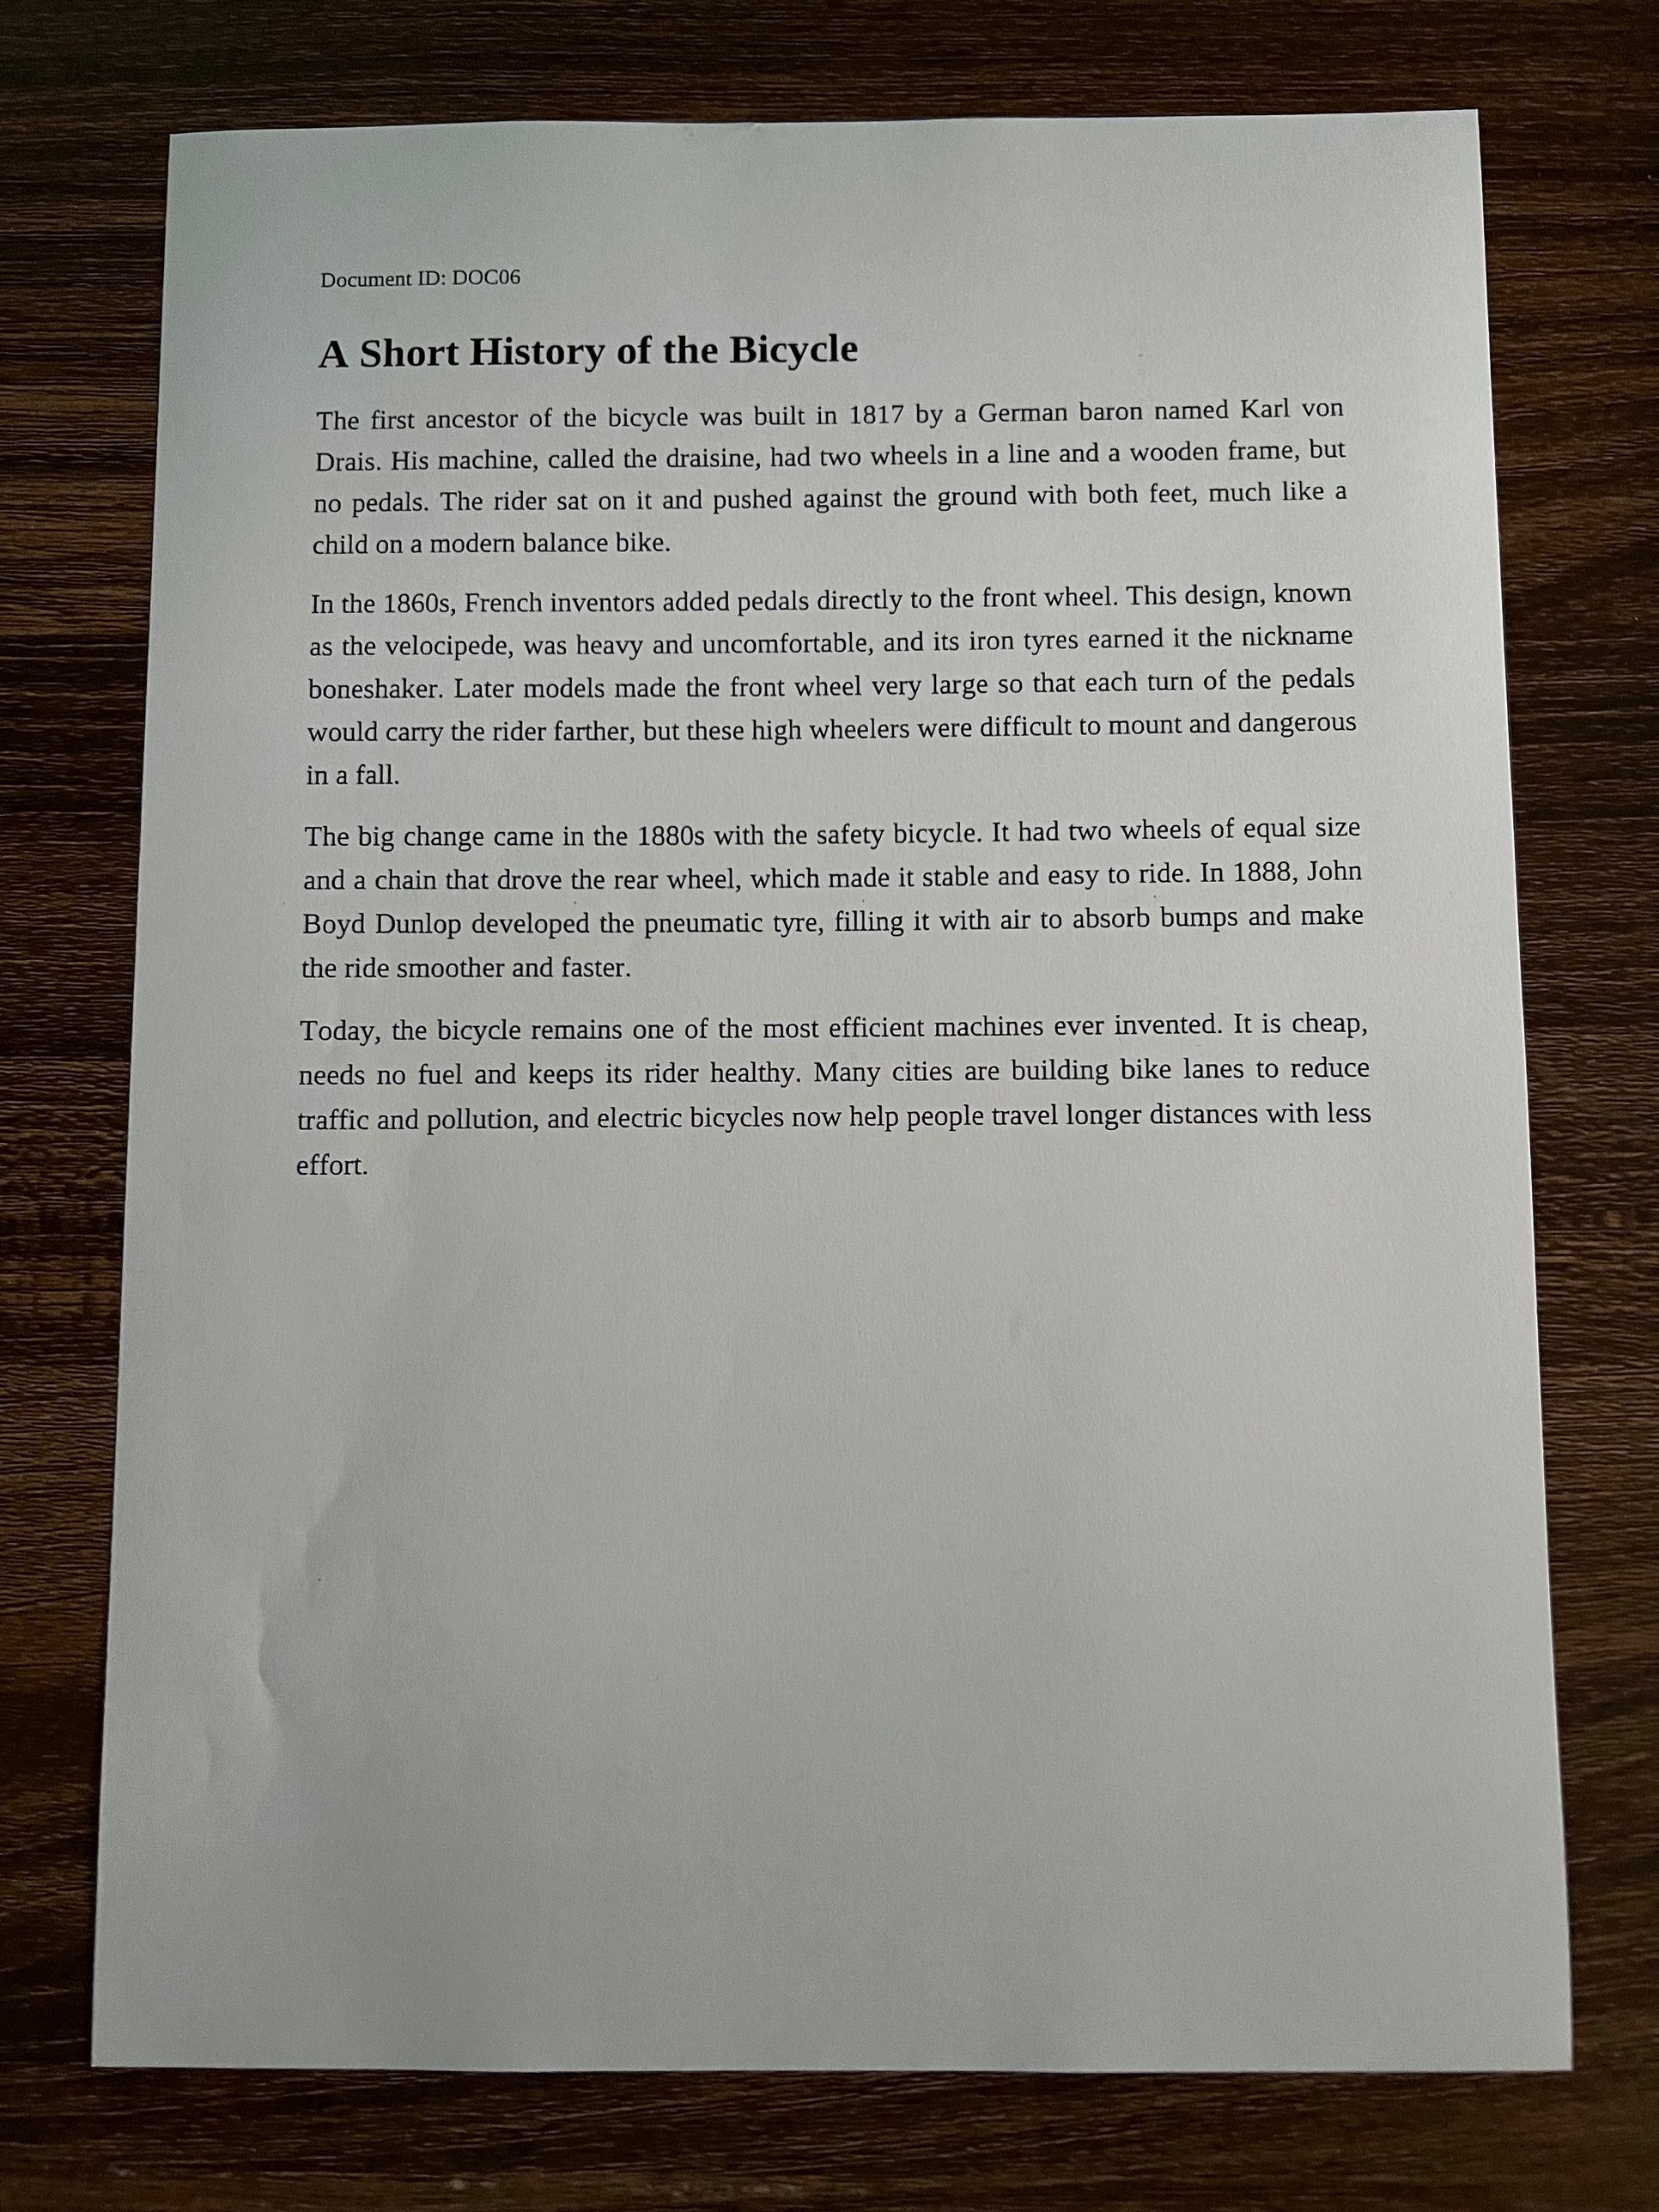 Document ID: DOC06
A Short History of the Bicycle
The first ancestor of the bicycle was built in 1817 by a German baron named Karl von
Drais. His machine, called the draisine, had two wheels in a line and a wooden frame, but
no pedals. The rider sat on it and pushed against the ground with both feet, much like a
child on a modern balance bike.
In the 1860s, French inventors added pedals directly to the front wheel. This design, known
as the velocipede, was heavy and uncomfortable, and its iron tyres earned it the nickname
boneshaker. Later models made the front wheel very large so that each turn of the pedals
would carry the rider farther, but these high wheelers were difficult to mount and dangerous
in a fall.
The big change came in the 1880s with the safety bicycle. It had two wheels of equal size
and a chain that drove the rear wheel, which made it stable and easy to ride. In 1888, John
Boyd Dunlop developed the pneumatic tyre, filling it with air to absorb bumps and make
the ride smoother and faster.
Today, the bicycle remains one of the most efficient machines ever invented. It is cheap,
needs no fuel and keeps its rider healthy. Many cities are building bike lanes to reduce
traffic and pollution, and electric bicycles now help people travel longer distances with less
effort.